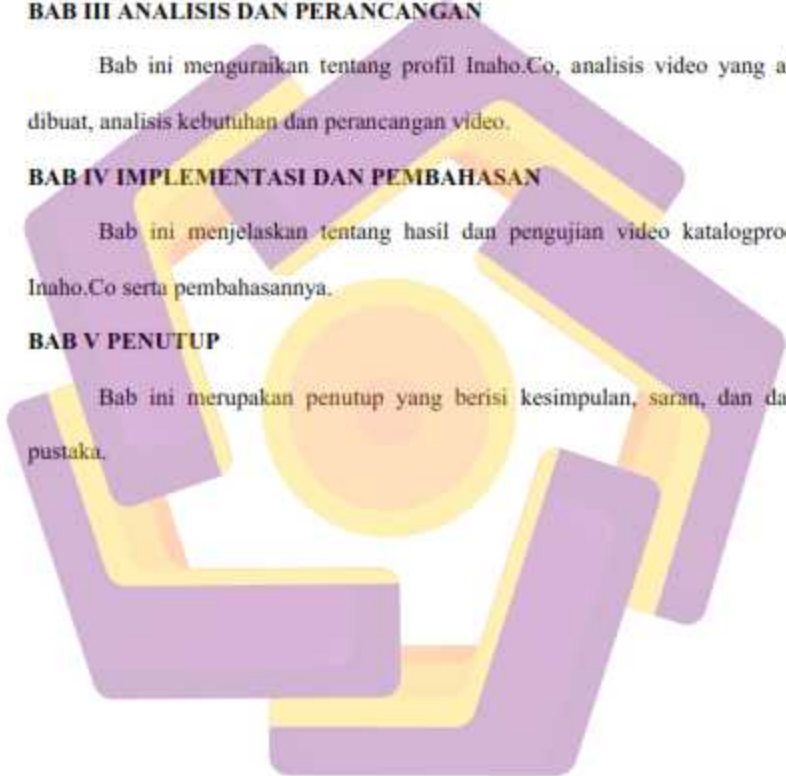 BAB III ANALISIS DAN PERANCANGAN
Bab ini menguraikan tentang profil Inaho.Co, analisis video yang a
dibuat, analisis kebutuhan dan perancangan video.
BAB IV IMPLEMENTASI DAN PEMBAHASAN
Bab ini menjelaskan tentang hasil dan pengujian video katalogpro
Inaho.Co serta pembahasannya.
BAB V PENUTUP
Bab ini merupakan penutup yang berisi kesimpulan, saran, dan da
pustaka.